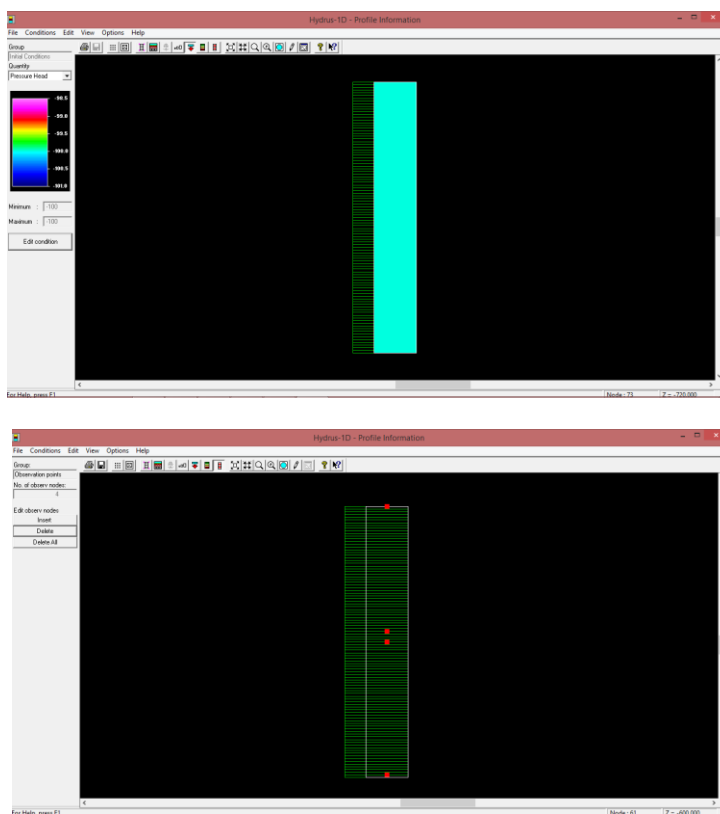 Hydrus-1D - Profile Information
File Conditions Edit View Options Help
Group
Initial Conditions
Quantity
Pressure Head
-98.5
-99.0
-99.5
-100.0
-100.5
-101.0
Minimum : -100
Maximum : -100
Edit condition
For Help, press F1
Node : 73 Z = -720.000
Hydrus-1D - Profile Information
File Conditions Edit View Options Help
Group:
Observation points
No. of observ nodes:
4
Edit observ nodes
Insert
Delete
Delete All
For Help, press F1
Node : 61 Z = -600.000